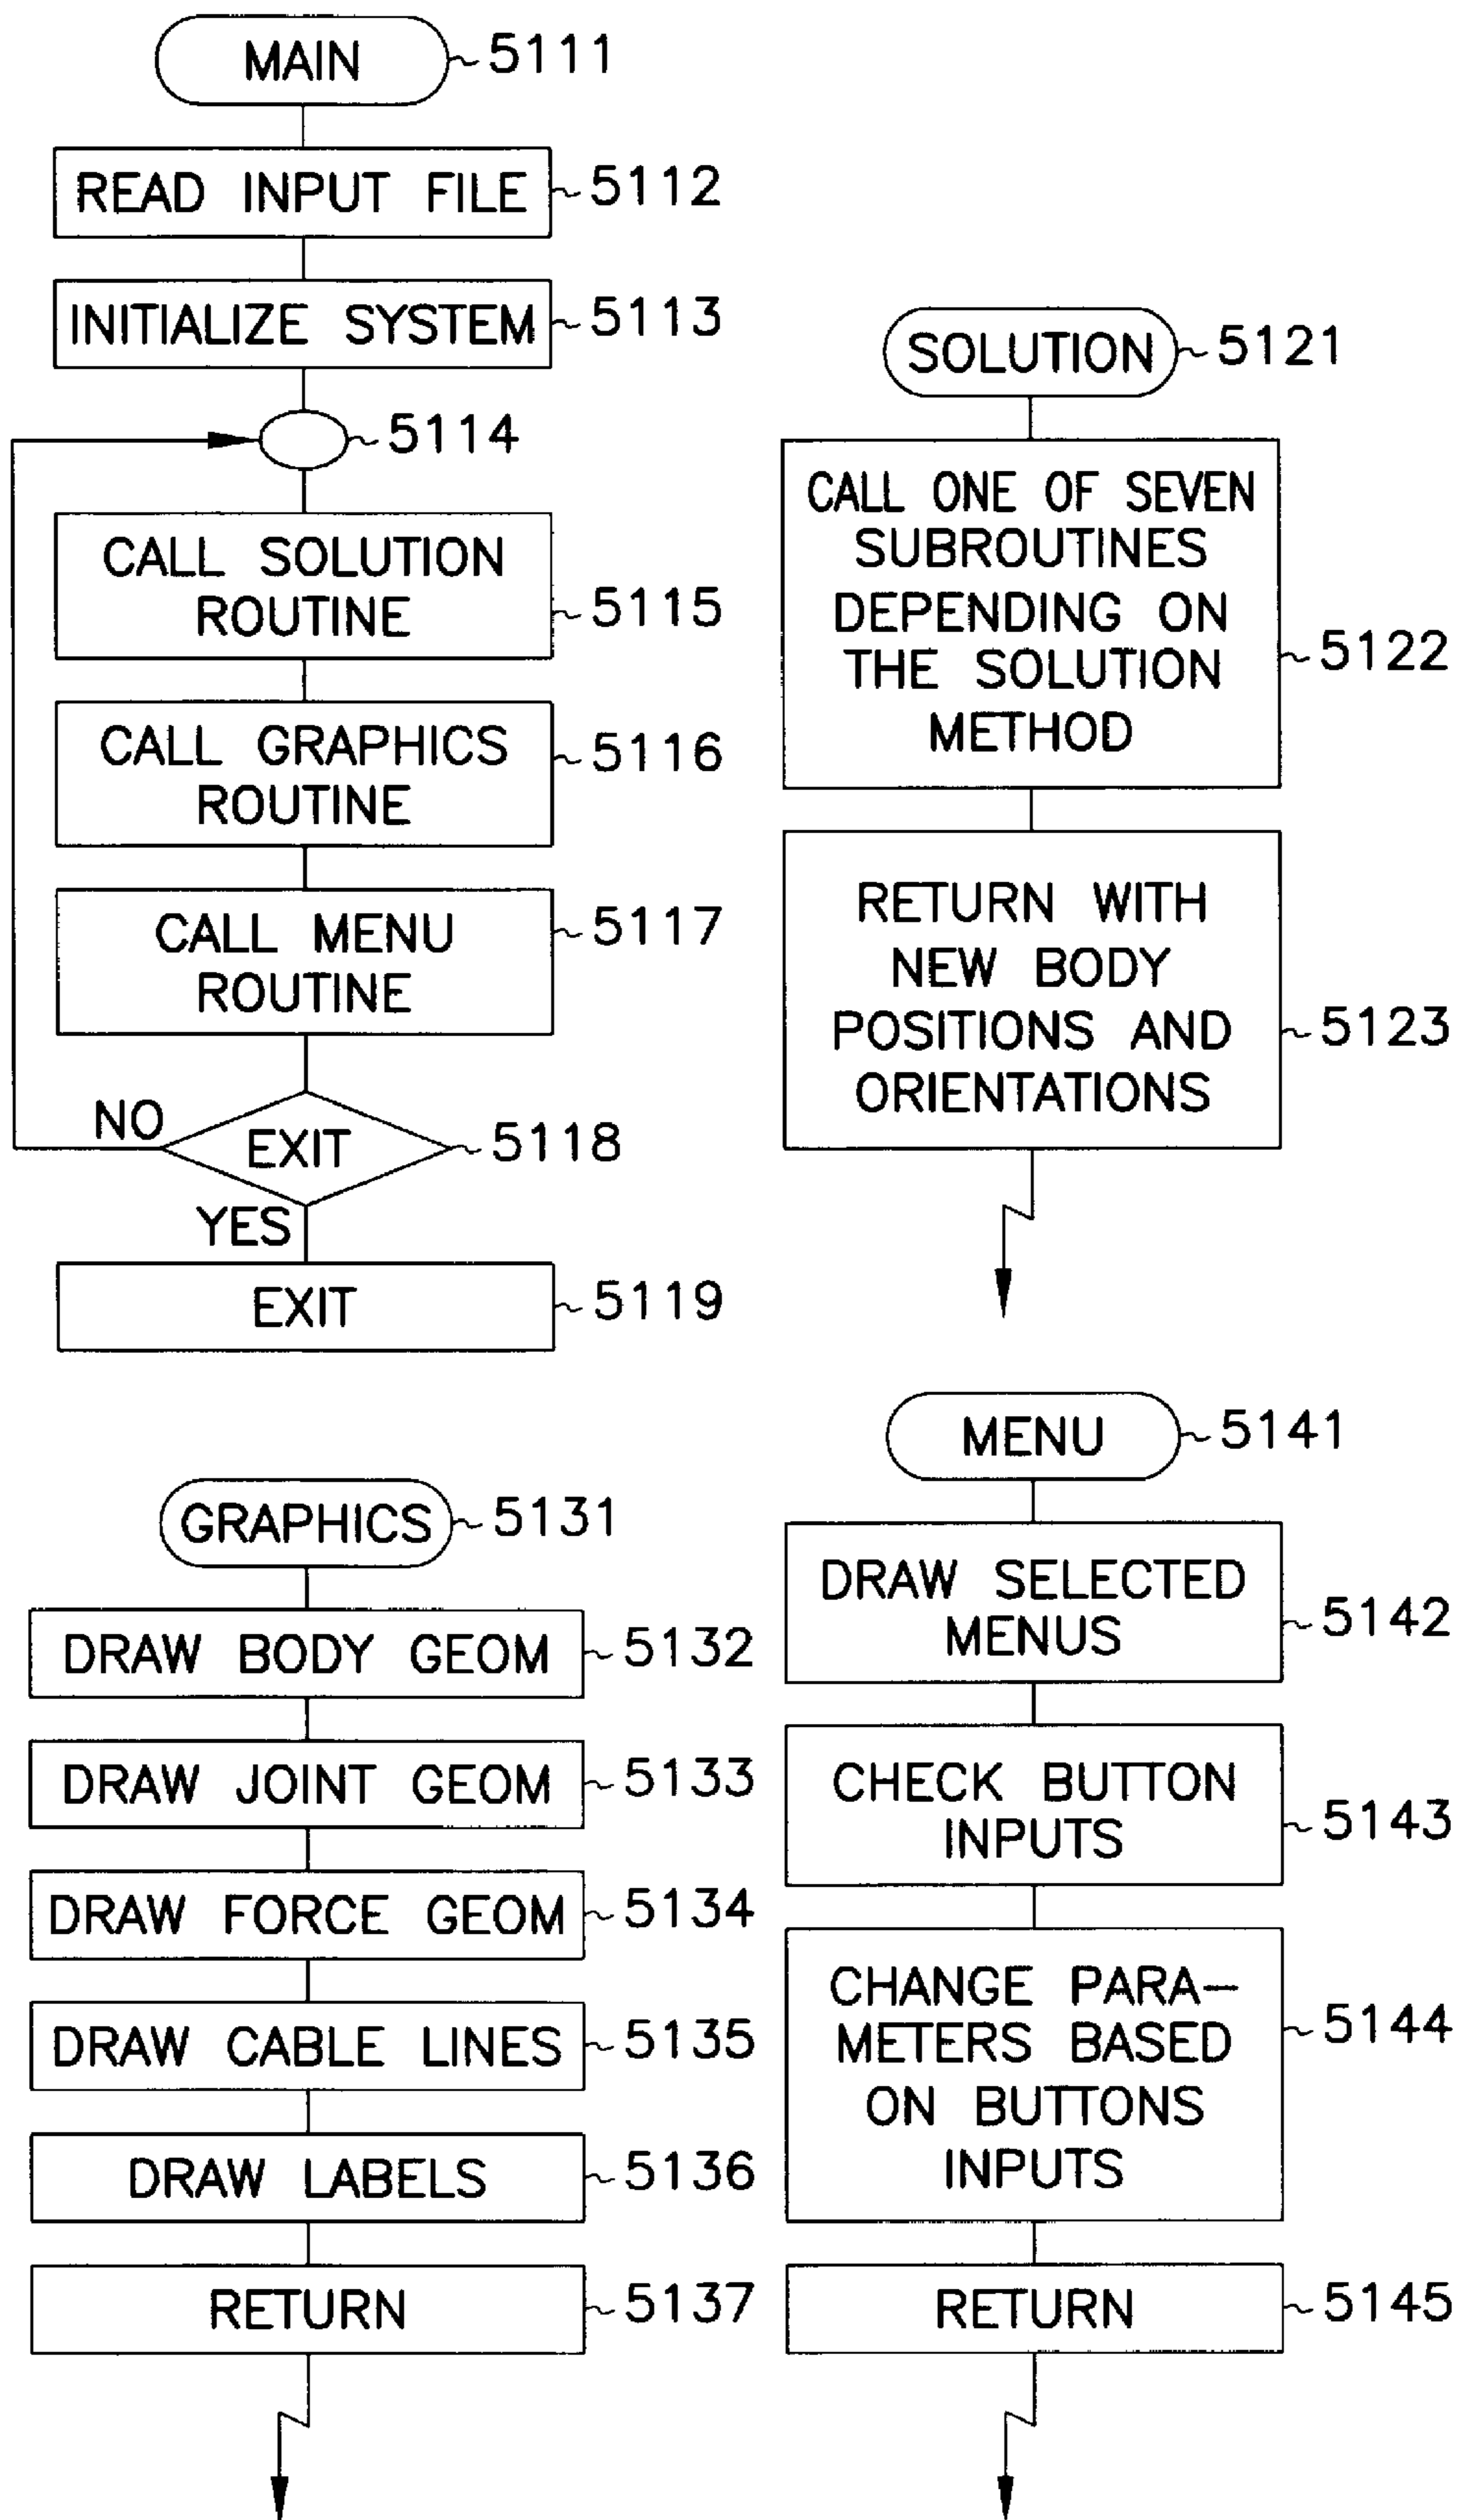 MAIN
5111
READ INPUT FILE
5112
INITIALIZE SYSTEM
5113
5114
CALL SOLUTION
ROUTINE
5115
CALL GRAPHICS
ROUTINE
5116
CALL MENU
ROUTINE
5117
NO
EXIT
5118
YES
EXIT
5119
SOLUTION
5121
CALL ONE OF SEVEN
SUBROUTINES
DEPENDING ON
THE SOLUTION
METHOD
5122
RETURN WITH
NEW BODY
POSITIONS AND
ORIENTATIONS
5123
GRAPHICS
5131
DRAW BODY GEOM
5132
DRAW JOINT GEOM
5133
DRAW FORCE GEOM
5134
DRAW CABLE LINES
5135
DRAW LABELS
5136
RETURN
5137
MENU
5141
DRAW SELECTED
MENUS
5142
CHECK BUTTON
INPUTS
5143
CHANGE PARA-
METERS BASED
ON BUTTONS
INPUTS
5144
RETURN
5145